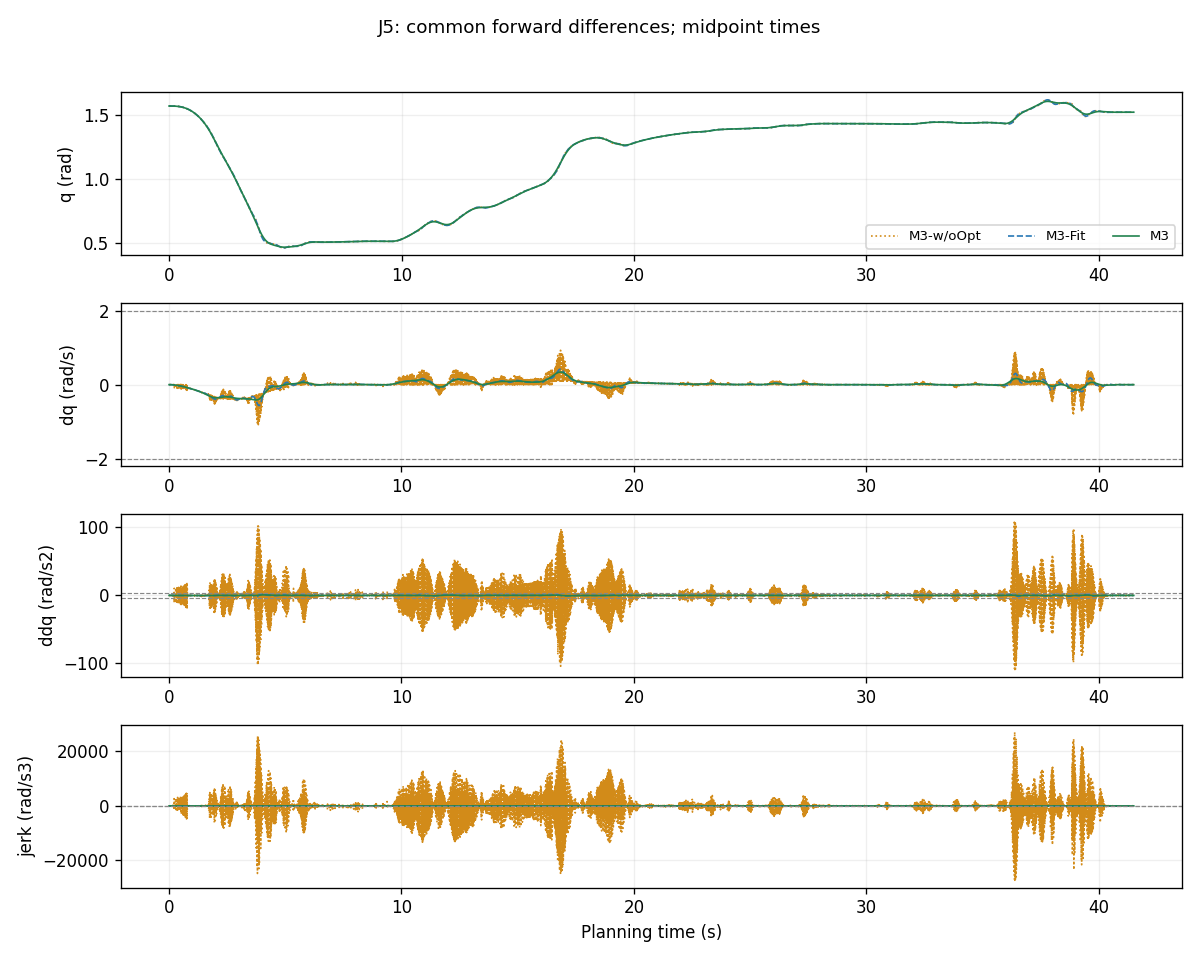 J5: common forward differences; midpoint times
q (rad)
1.5
1.0
0.5
M3-w/oOpt M3-Fit M3
0 10 20 30 40
dq (rad/s)
2
0
−2
0 10 20 30 40
ddq (rad/s2)
100
0
−100
0 10 20 30 40
jerk (rad/s3)
20000
0
−20000
0 10 20 30 40
Planning time (s)